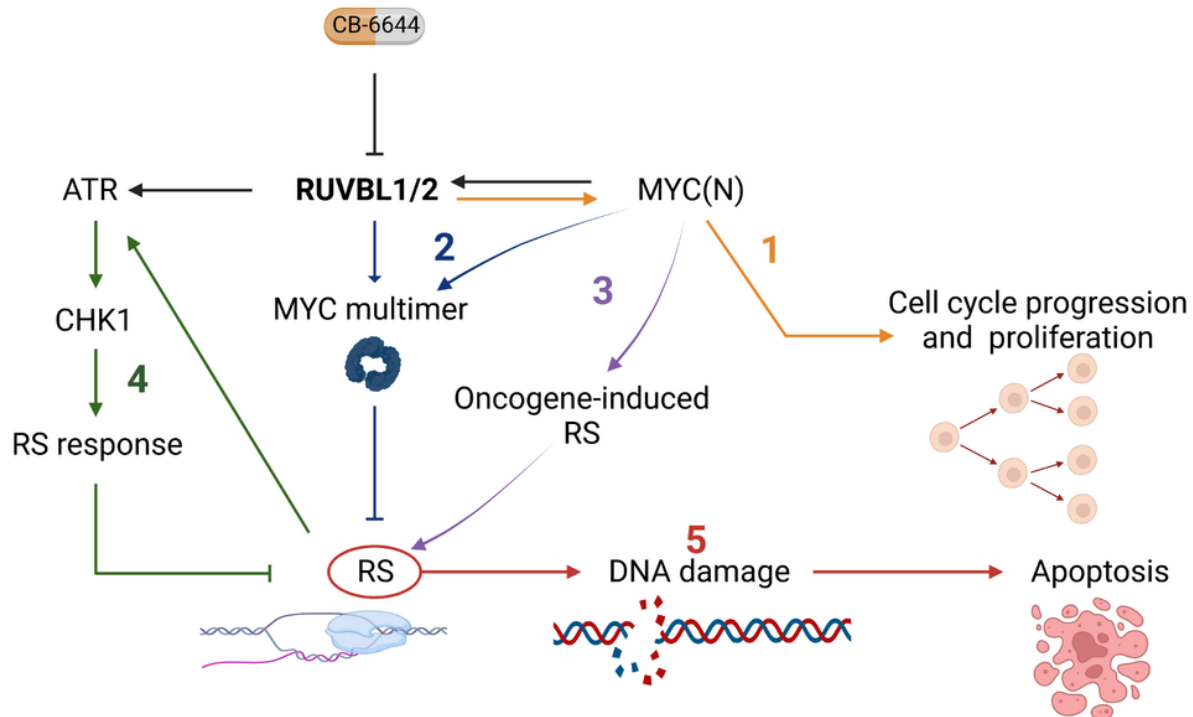 CB-6644
ATR
RUVBL1/2
MYC(N)
2
1
3
MYC multimer
Cell cycle progression
and proliferation
CHK1
4
Oncogene-induced
RS
RS response
5
RS
DNA damage
Apoptosis